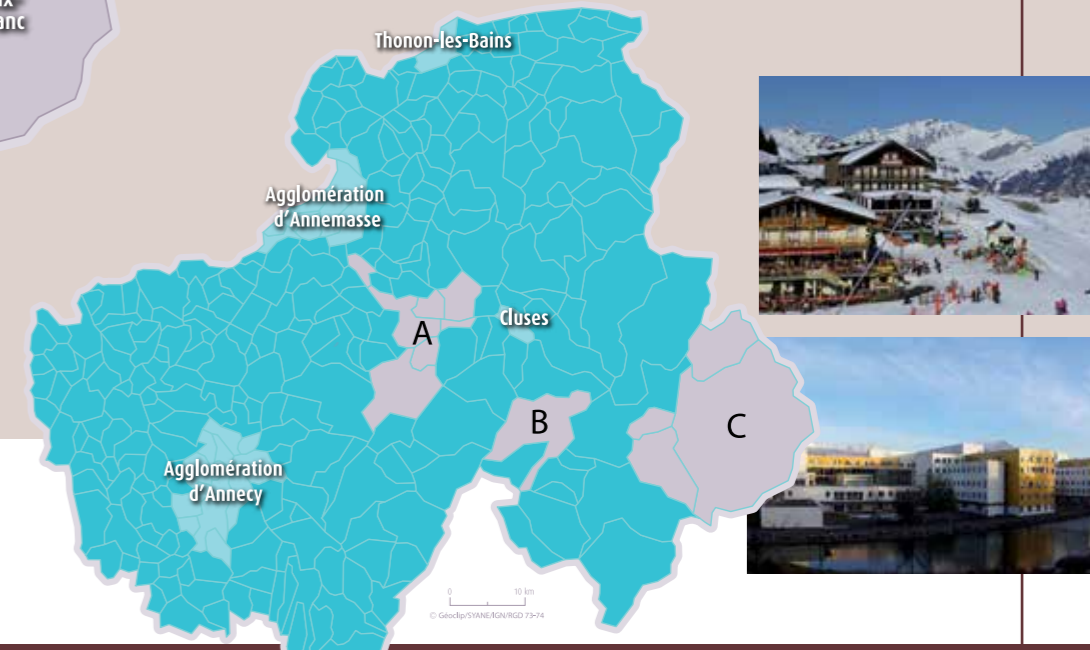 anc
Thonon-les-Bains
Agglomération
d'Annemasse
A
Cluses
B
C
Agglomération
d'Annecy
0 10 km
© Géoclip/SYANE/IGN/RGD 73-74